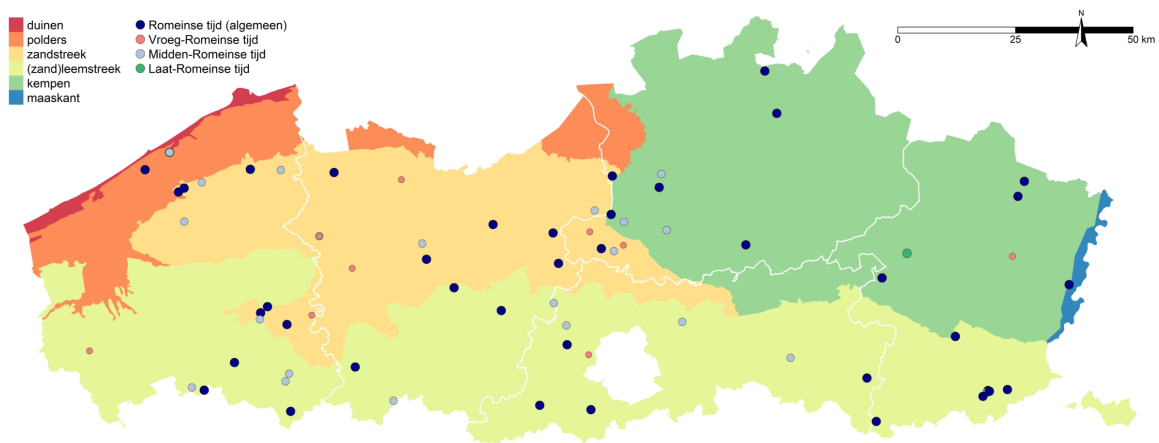 duinen
polders
zandstreek
(zand)leemstreek
kempen
maaskant
Romeinse tijd (algemeen)
Vroeg-Romeinse tijd
Midden-Romeinse tijd
Laat-Romeinse tijd
N
0 25 50 km